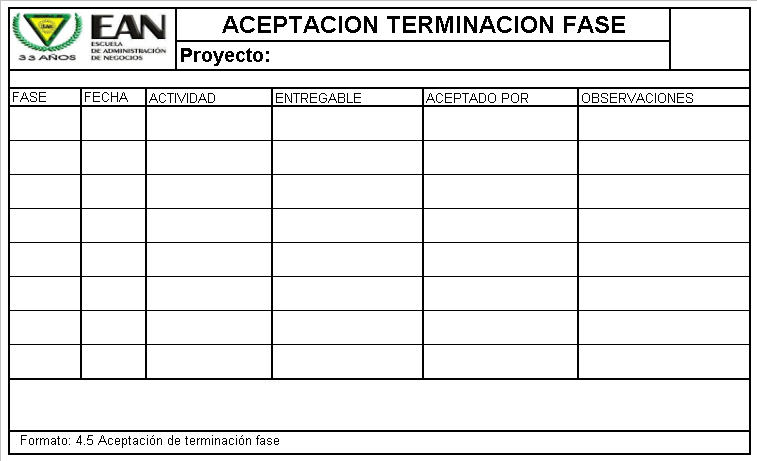 EAN
33 AÑOS
EAN
ESCUELA
DE ADMINISTRACIÓN
DE NEGOCIOS
ACEPTACION TERMINACION FASE
Proyecto:
FASE FECHA ACTIVIDAD ENTREGABLE ACEPTADO POR OBSERVACIONES
Formato: 4.5 Aceptación de terminación fase